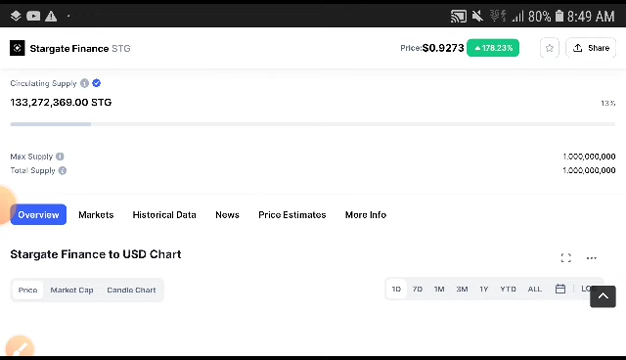 80% 8:49 AM
Stargate Finance STG
Price: $0.9273 178.23%
Share
Circulating Supply
133,272,369.00 STG
13%
Max Supply
1,000,000,000
Total Supply
1,000,000,000
Overview Markets Historical Data News Price Estimates More Info
Stargate Finance to USD Chart
Price Market Cap Candle Chart
1D 7D 1M 3M 1Y YTD ALL